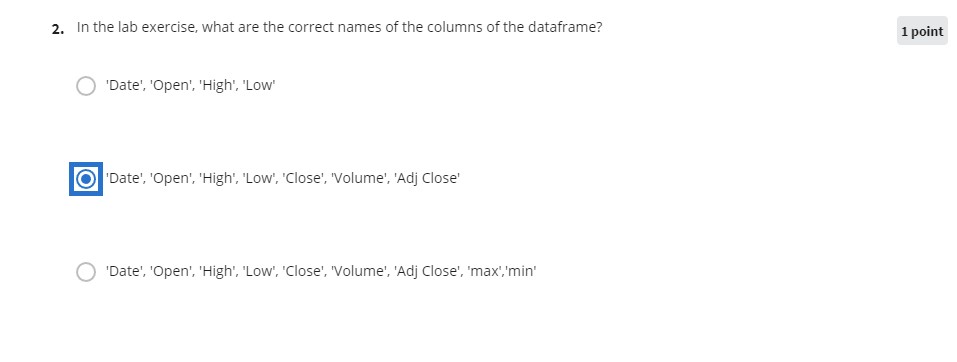 2. In the lab exercise, what are the correct names of the columns of the dataframe?
1 point
'Date', 'Open', 'High', 'Low'
'Date', 'Open', 'High', 'Low', 'Close', 'Volume', 'Adj Close'
'Date', 'Open', 'High', 'Low', 'Close', 'Volume', 'Adj Close', 'max','min'